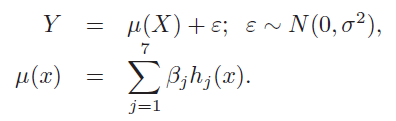 Y = μ(X) + ε; ε ∼ N(0, σ²),
μ(x) = ∑_{j=1}^{7} β_j h_j(x).